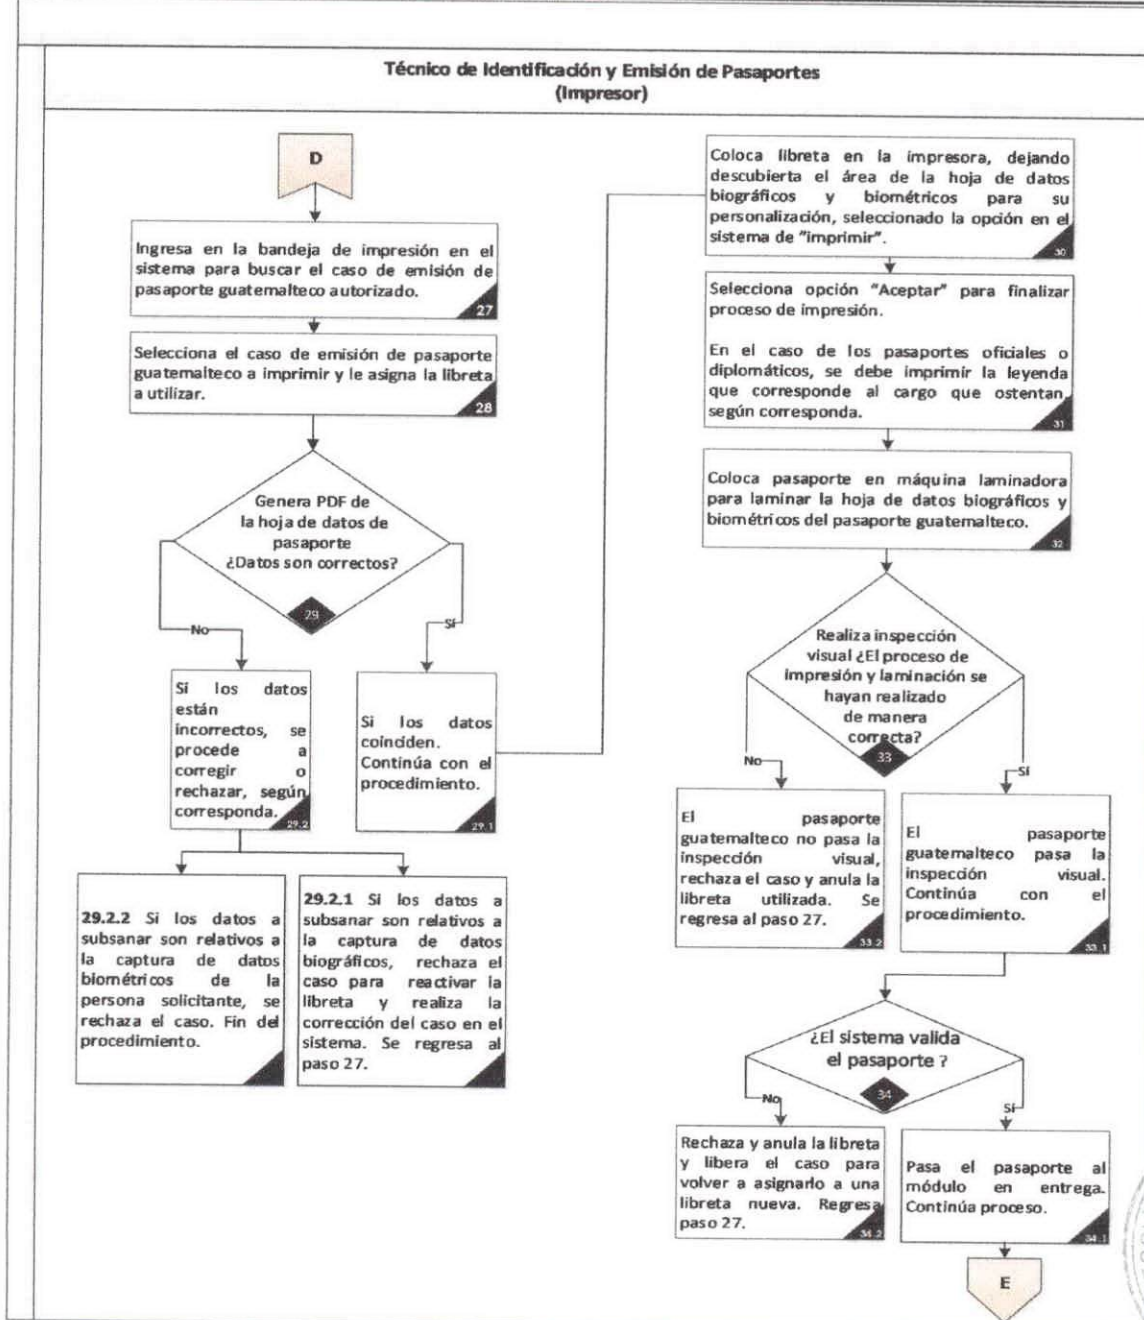 Técnico de Identificación y Emisión de Pasaportes
(Impresor)
D
Ingresa en la bandeja de impresión en el
sistema para buscar el caso de emisión de
pasaporte guatemalteco autorizado.
27
Selecciona el caso de emisión de pasaporte
guatemalteco a imprimir y le asigna la libreta
a utilizar.
28
Genera PDF de
la hoja de datos de
pasaporte
¿Datos son correctos?
29
No
Sí
Si los datos
están
incorrectos, se
procede a
corregir o
rechazar, según
corresponda.
29.2
Si los datos
coinciden.
Continúa con el
procedimiento.
29.1
29.2.2 Si los datos a
subsanar son relativos a
la captura de datos
biométricos de la
persona solicitante, se
rechaza el caso. Fin del
procedimiento.
29.2.1 Si los datos a
subsanar son relativos a
la captura de datos
biográficos, rechaza el
caso para reactivar la
libreta y realiza la
corrección del caso en el
sistema. Se regresa al
paso 27.
Coloca libreta en la impresora, dejando
descubierta el área de la hoja de datos
biográficos y biométricos para su
personalización, seleccionado la opción en el
sistema de "imprimir".
30
Selecciona opción "Aceptar" para finalizar
proceso de impresión.
En el caso de los pasaportes oficiales o
diplomáticos, se debe imprimir la leyenda
que corresponde al cargo que ostentan,
según corresponda.
31
Coloca pasaporte en máquina laminadora
para laminar la hoja de datos biográficos y
biométricos del pasaporte guatemalteco.
32
Realiza inspección
visual ¿El proceso de
impresión y laminación se
hayan realizado
de manera
correcta?
33
No
Sí
El pasaporte
guatemalteco no pasa la
inspección visual,
rechaza el caso y anula la
libreta utilizada. Se
regresa al paso 27.
33.2
El pasaporte
guatemalteco pasa la
inspección visual.
Continúa con el
procedimiento.
33.1
¿El sistema valida
el pasaporte ?
34
No
Sí
Rechaza y anula la libreta
y libera el caso para
volver a asignarlo a una
libreta nueva. Regresa
paso 27.
34.2
Pasa el pasaporte al
módulo en entrega.
Continúa proceso.
34.1
E